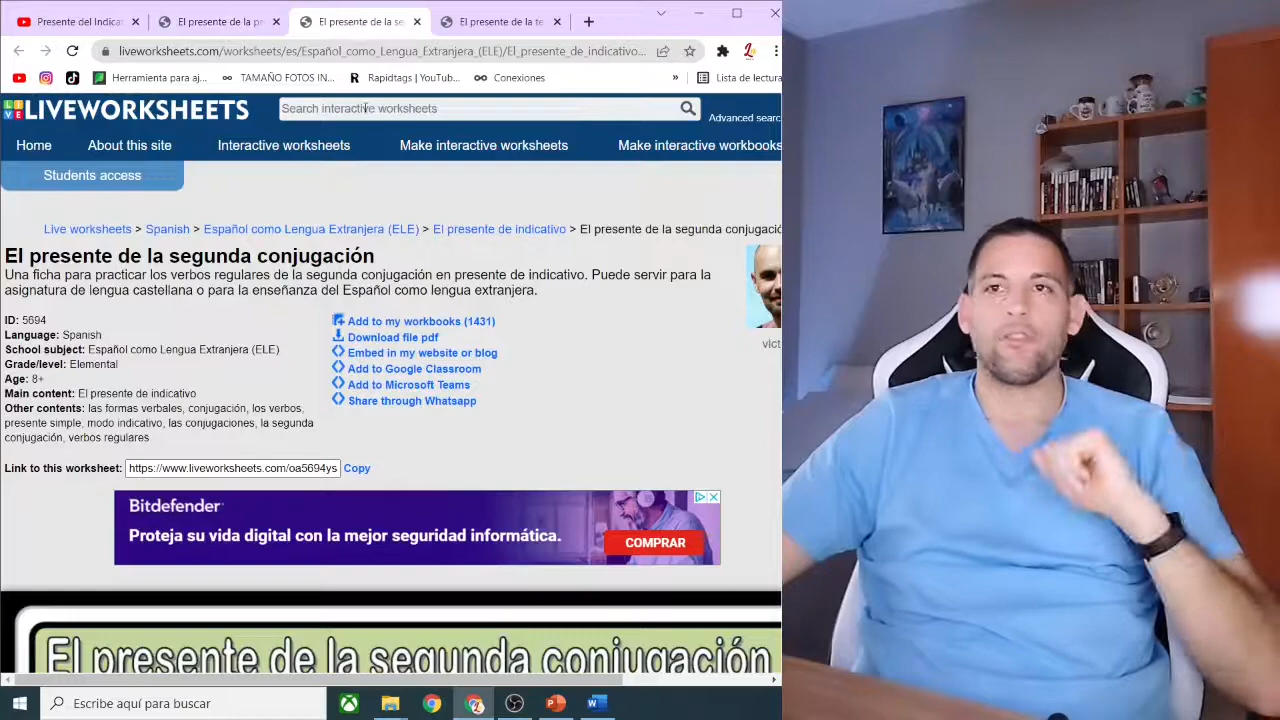 Presente del Indicat
El presente de la pr
El presente de la se
El presente de la te
liveworksheets.com/worksheets/es/Español_como_Lengua_Extranjera_(ELE)/El_presente_de_indicativo...
Herramienta para aj...
TAMAÑO FOTOS IN...
Rapidtags | YouTub...
Conexiones
»
Lista de lectura
LIVE LIVEWORKSHEETS
Search interactive worksheets
Advanced searc
Home
About this site
Interactive worksheets
Make interactive worksheets
Make interactive workbooks
Students access
Live worksheets > Spanish > Español como Lengua Extranjera (ELE) > El presente de indicativo > El presente de la segunda conjugació
El presente de la segunda conjugación
Una ficha para practicar los verbos regulares de la segunda conjugación en presente de indicativo. Puede servir para la
asignatura de lengua castellana o para la enseñanza del Español como lengua extranjera.
ID: 5694
Language: Spanish
School subject: Español como Lengua Extranjera (ELE)
Grade/level: Elemental
Age: 8+
Main content: El presente de indicativo
Other contents: las formas verbales, conjugación, los verbos,
presente simple, modo indicativo, las conjugaciones, la segunda
conjugación, verbos regulares
Add to my workbooks (1431)
Download file pdf
Embed in my website or blog
Add to Google Classroom
Add to Microsoft Teams
Share through Whatsapp
vict
Link to this worksheet: https://www.liveworksheets.com/oa5694ys Copy
Bitdefender
Proteja su vida digital con la mejor seguridad informática.
COMPRAR
El presente de la segunda conjugación
Escribe aquí para buscar